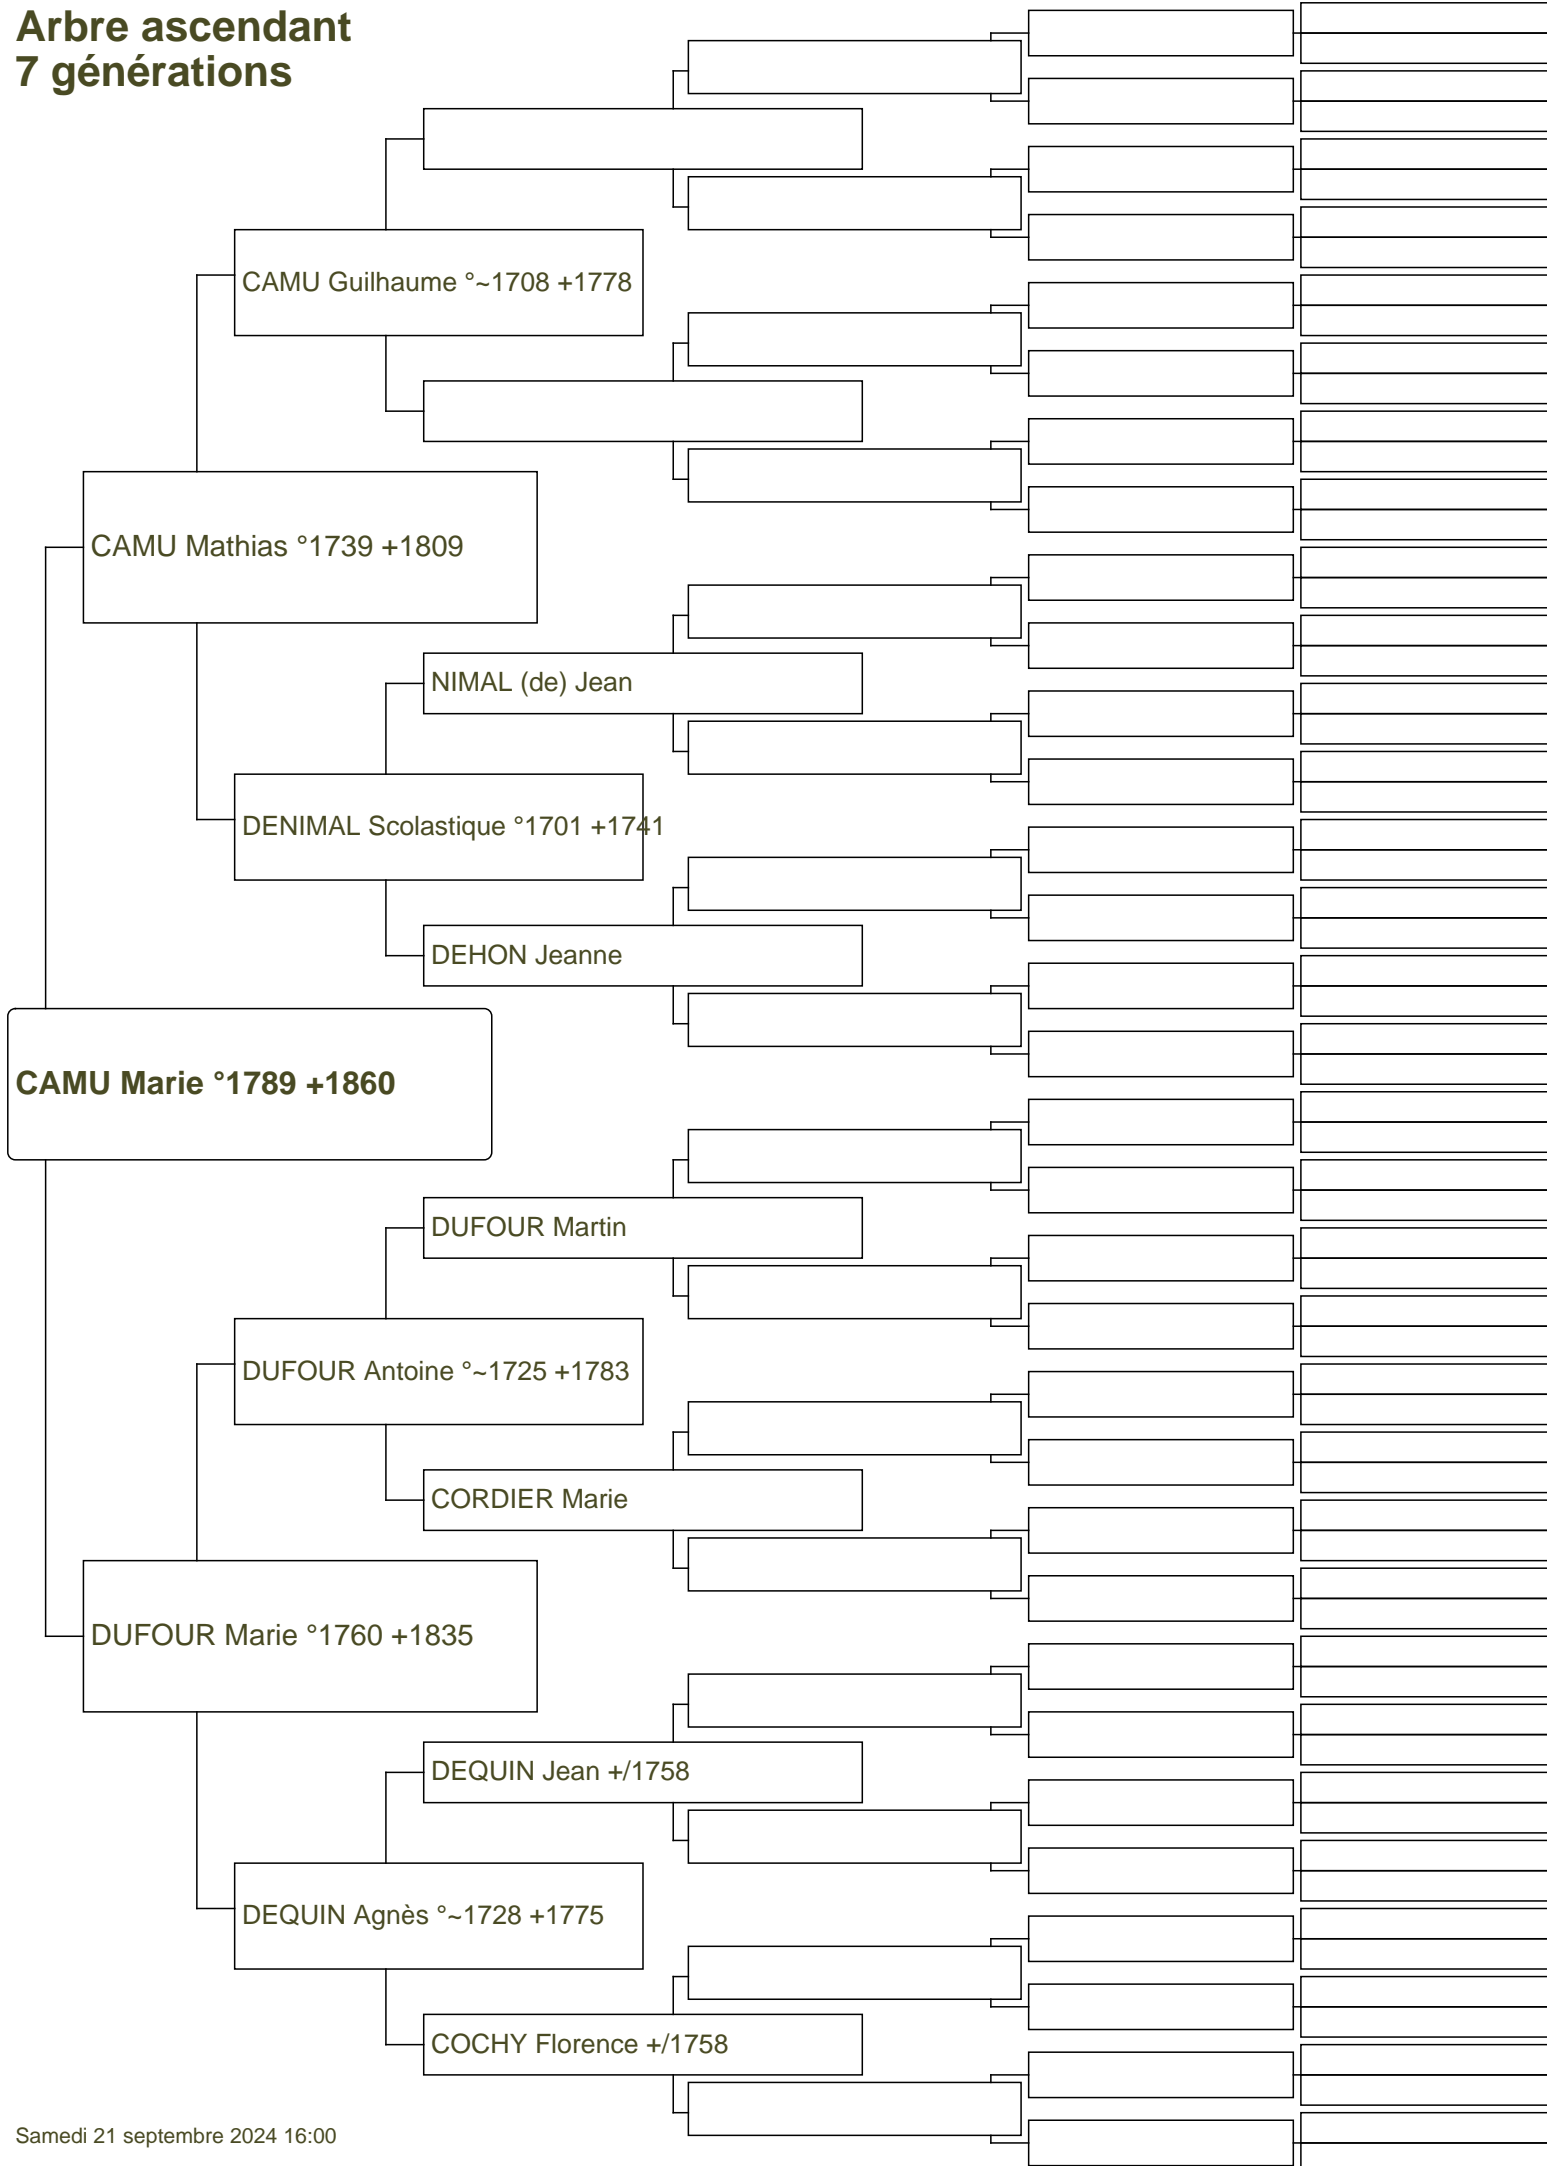 Arbre ascendant
7 générations
CAMU Guilhaume °~1708 +1778
CAMU Mathias °1739 +1809
NIMAL (de) Jean
DENIMAL Scolastique °1701 +1741
DEHON Jeanne
CAMU Marie °1789 +1860
DUFOUR Martin
DUFOUR Antoine °~1725 +1783
CORDIER Marie
DUFOUR Marie °1760 +1835
DEQUIN Jean +/1758
DEQUIN Agnès °~1728 +1775
COCHY Florence +/1758
Samedi 21 septembre 2024 16:00